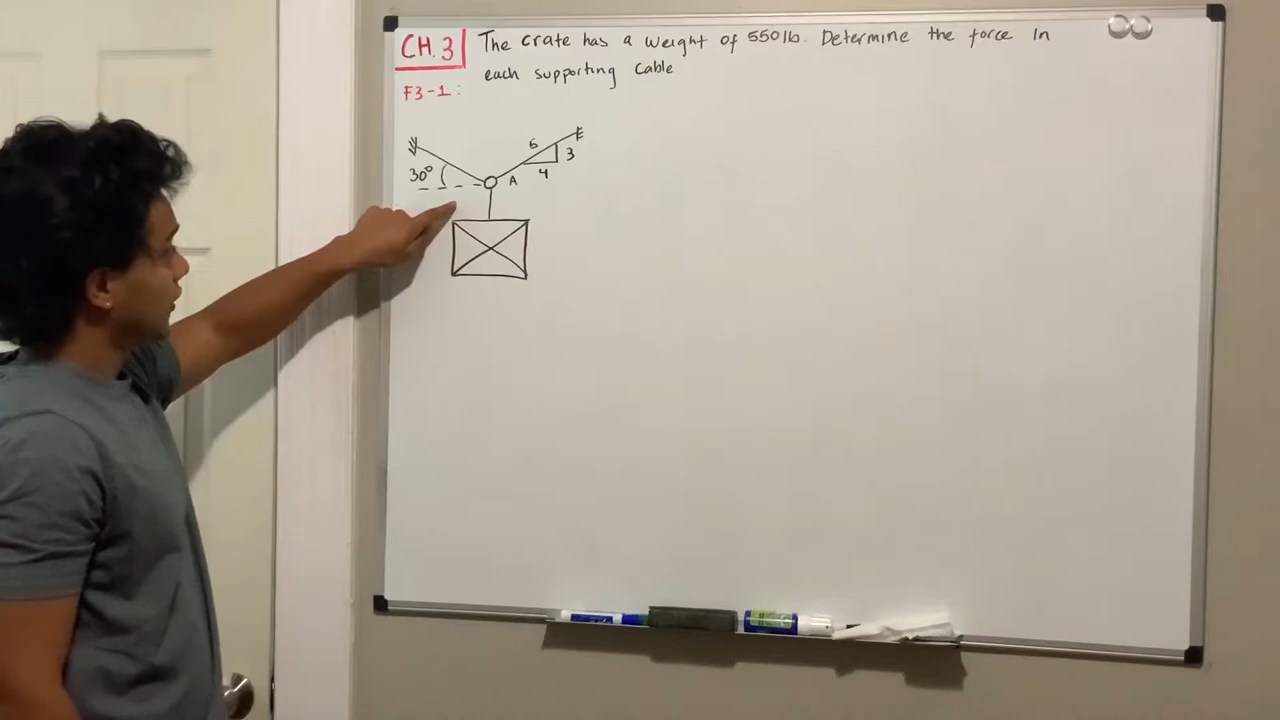 CH.3
The crate has a weight of 550lb. Determine the force in
each supporting Cable
F3-1:
5
3
30°
A
4